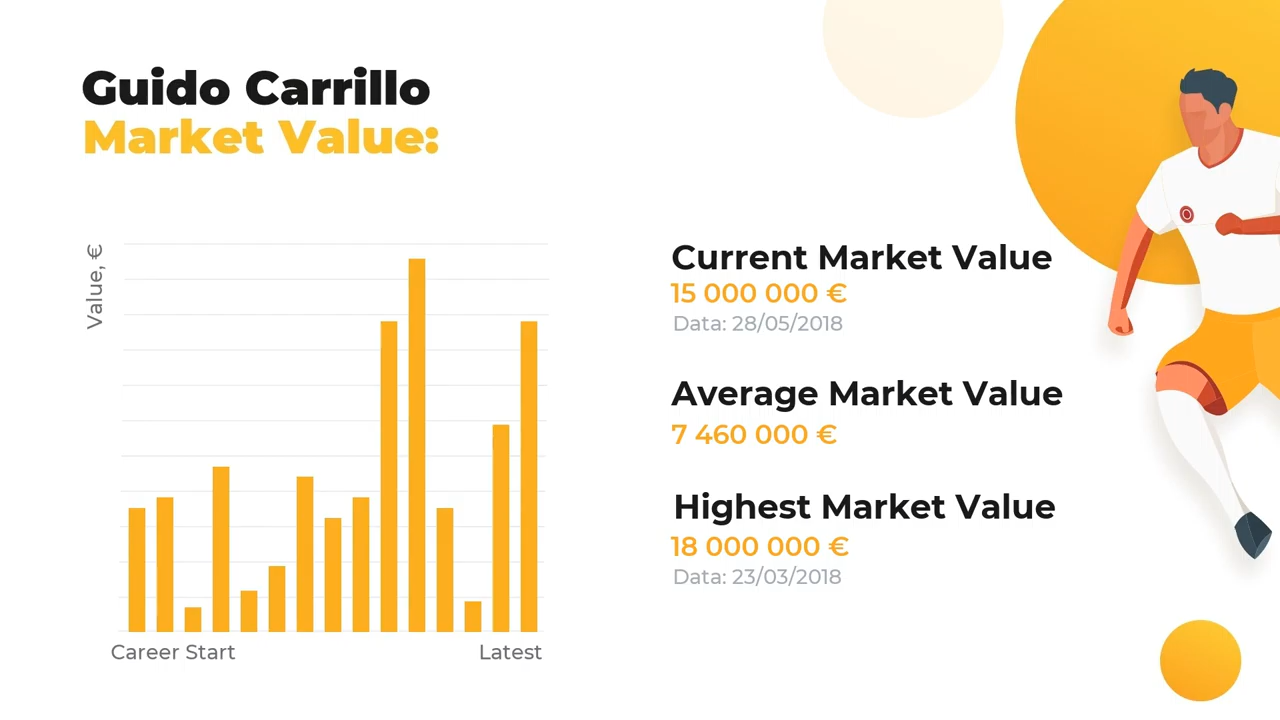 Guido Carrillo
Market Value:
Value, €
Career Start
Latest
Current Market Value
15 000 000 €
Data: 28/05/2018
Average Market Value
7 460 000 €
Highest Market Value
18 000 000 €
Data: 23/03/2018